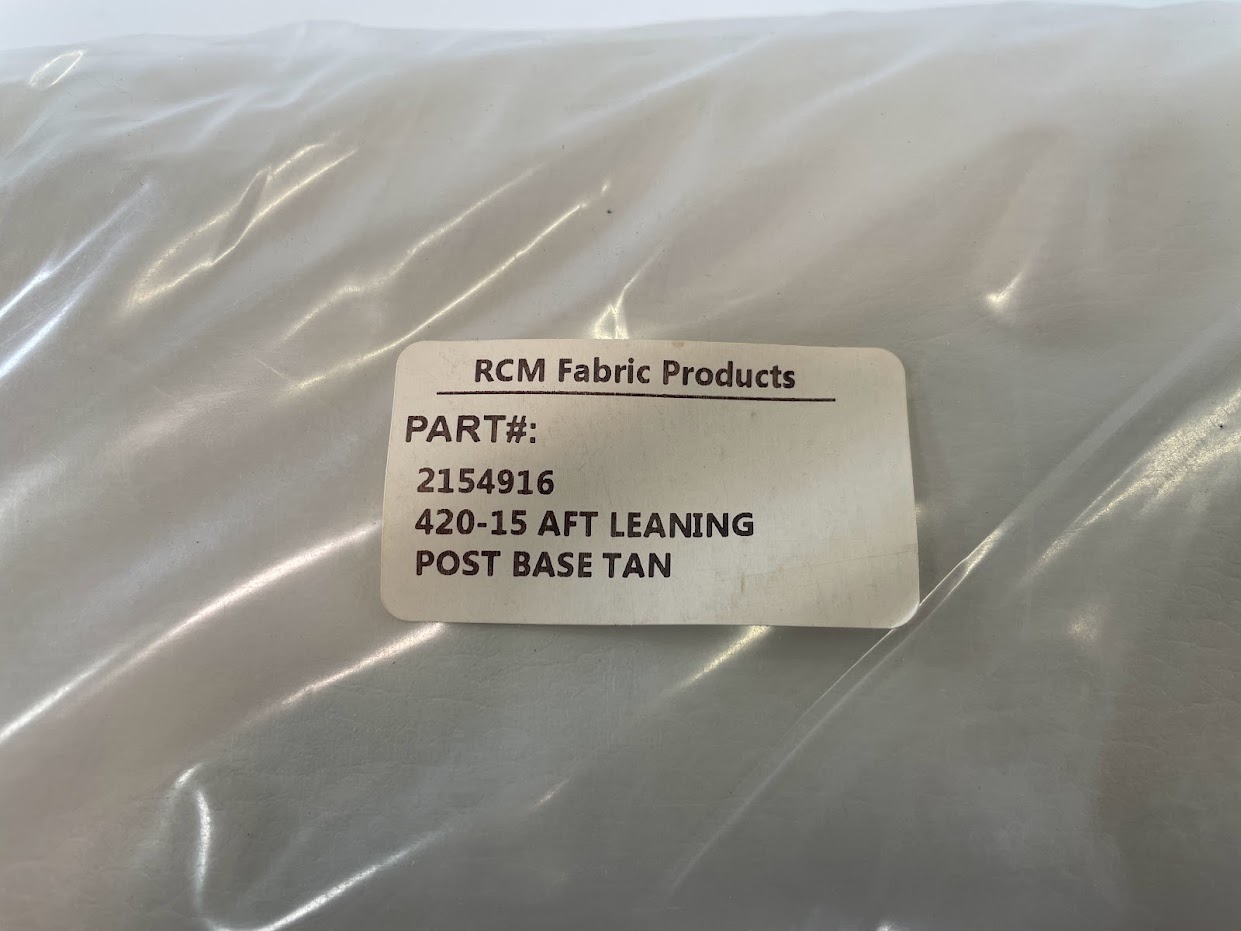 RCM Fabric Products
PART#:
2154916
420-15 AFT LEANING
POST BASE TAN